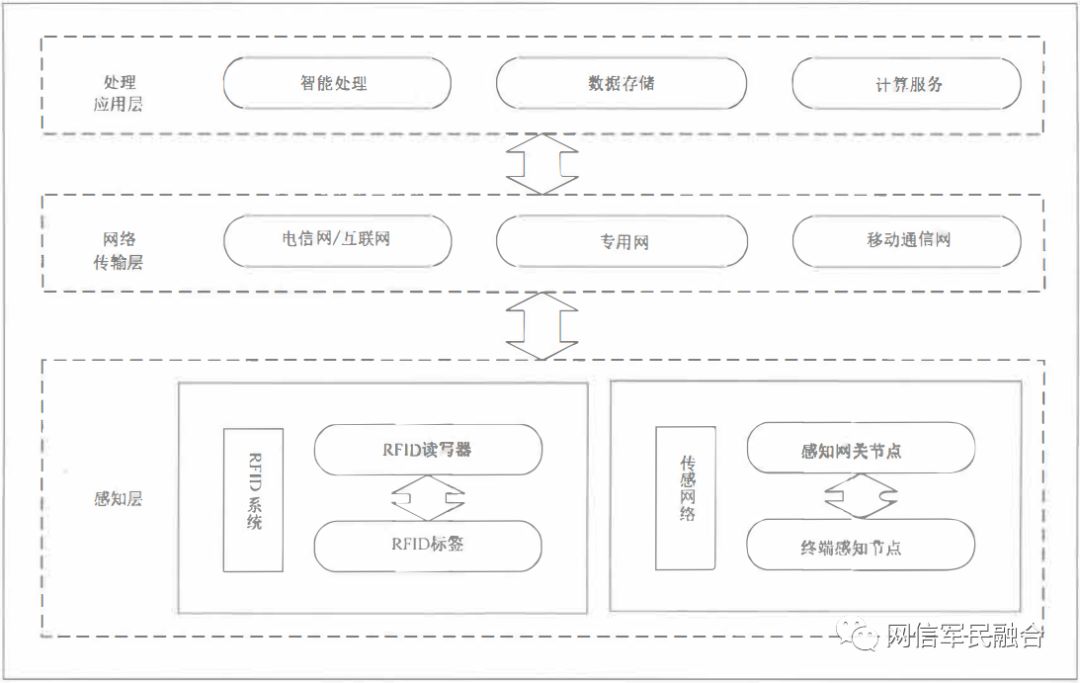 处理
应用层
智能处理
数据存储
计算服务
网络
传输层
电信网/互联网
专用网
移动通信网
感知层
RFID系统
RFID读写器
RFID标签
传感网络
感知网关节点
终端感知节点
网信军民融合